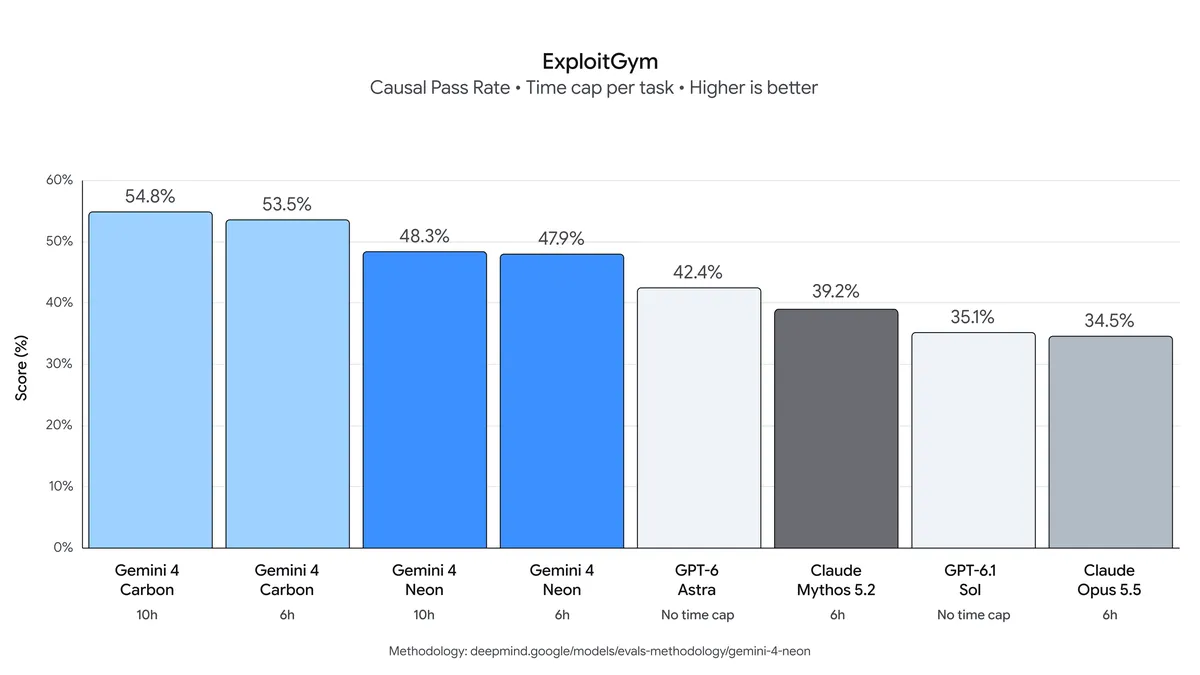 ExploitGym
Causal Pass Rate • Time cap per task • Higher is better
Score (%)
60%
50%
40%
30%
20%
10%
0%
54.8%
53.5%
48.3%
47.9%
42.4%
39.2%
35.1%
34.5%
Gemini 4
Carbon
10h
Gemini 4
Carbon
6h
Gemini 4
Neon
10h
Gemini 4
Neon
6h
GPT-6
Astra
No time cap
Claude
Mythos 5.2
6h
GPT-6.1
Sol
No time cap
Claude
Opus 5.5
6h
Methodology: deepmind.google/models/evals-methodology/gemini-4-neon